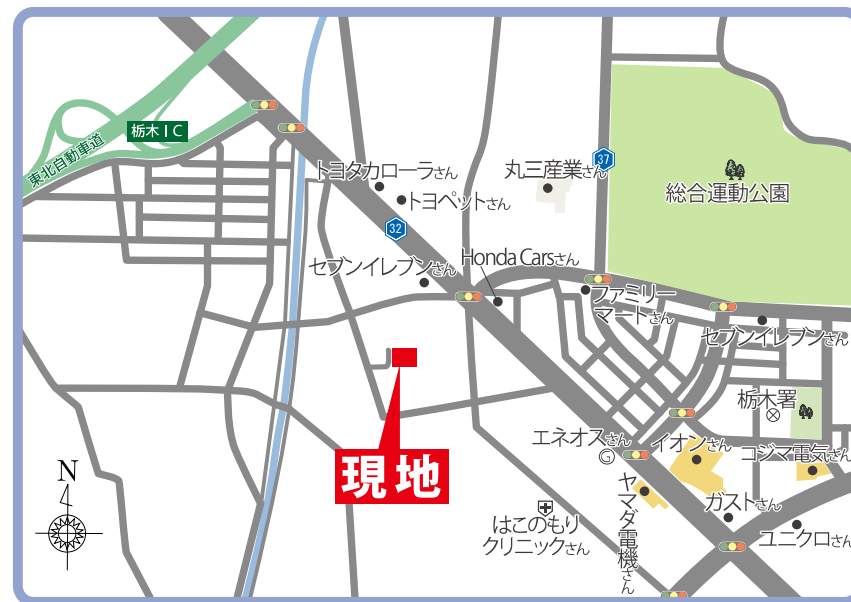 栃木IC
東北自動車道
トヨタカローラさん
トヨペットさん
丸三産業さん
37
総合運動公園
32
セブンイレブンさん
Honda Carsさん
ファミリー
マートさん
セブンイレブンさん
栃木署
現地
エネオスさん
G
イオンさん
コジマ電気さん
N
はこのもり
クリニックさん
ヤマダ電機さん
ガストさん
ユニクロさん